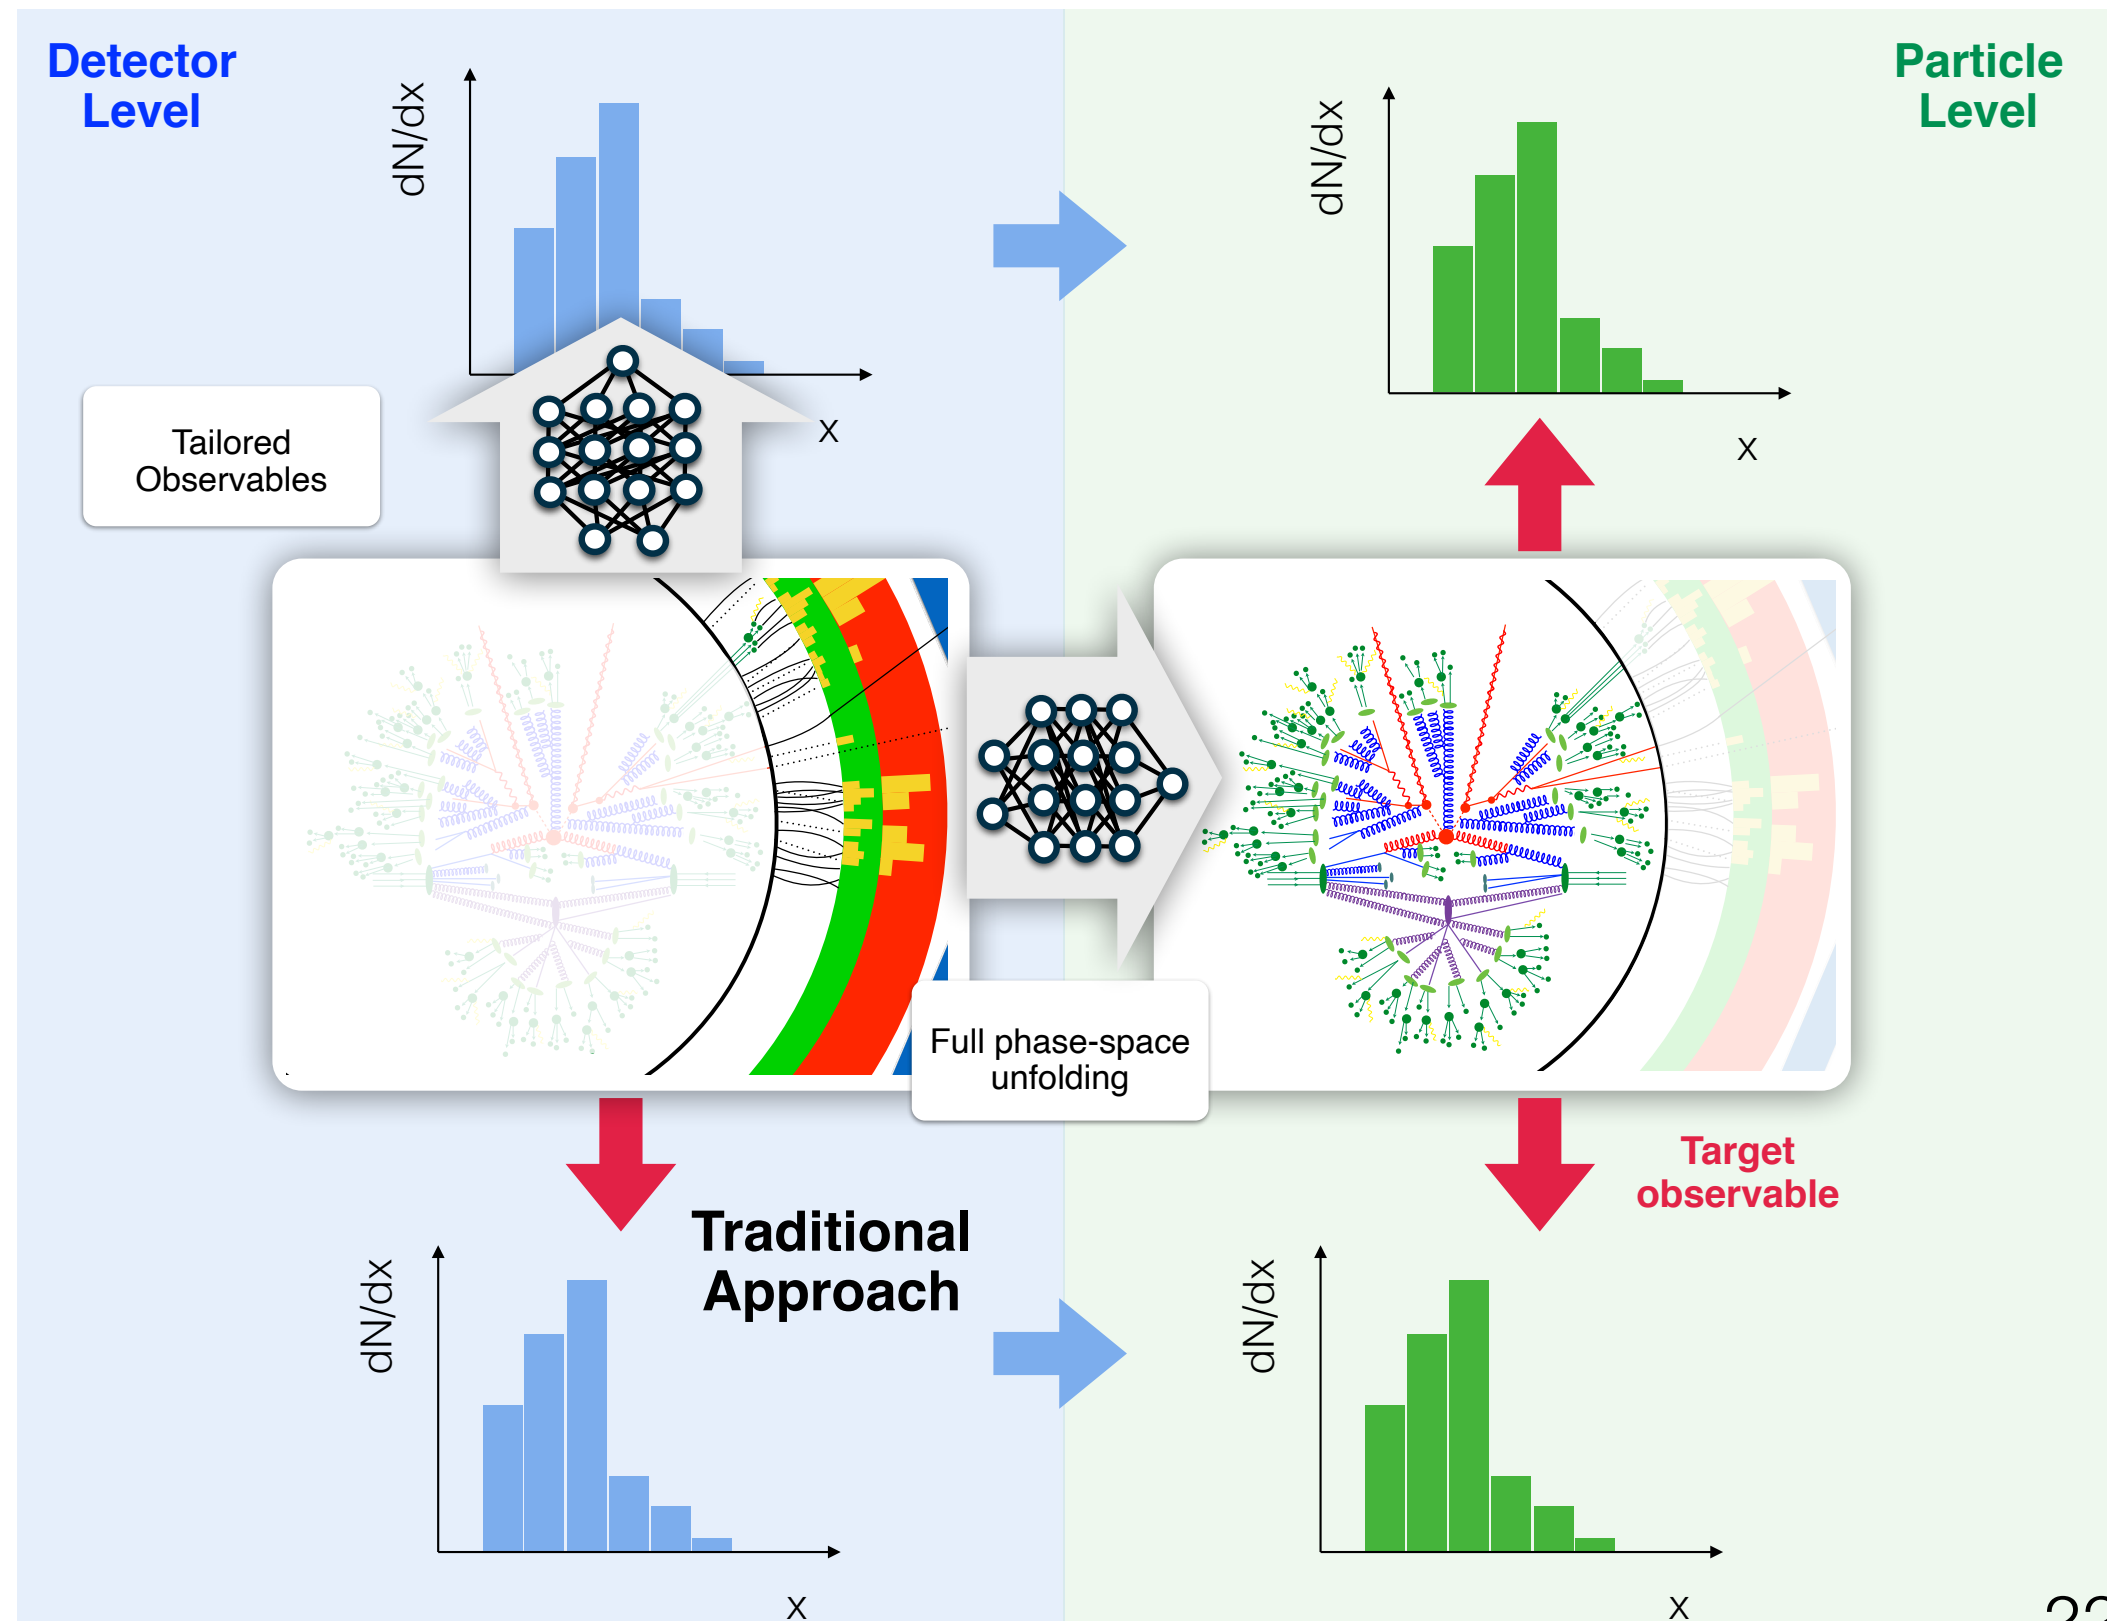 Detector
Level
Particle
Level
dN/dx
x
dN/dx
x
Tailored
Observables
Full phase-space
unfolding
Target
observable
Traditional
Approach
dN/dx
x
dN/dx
x